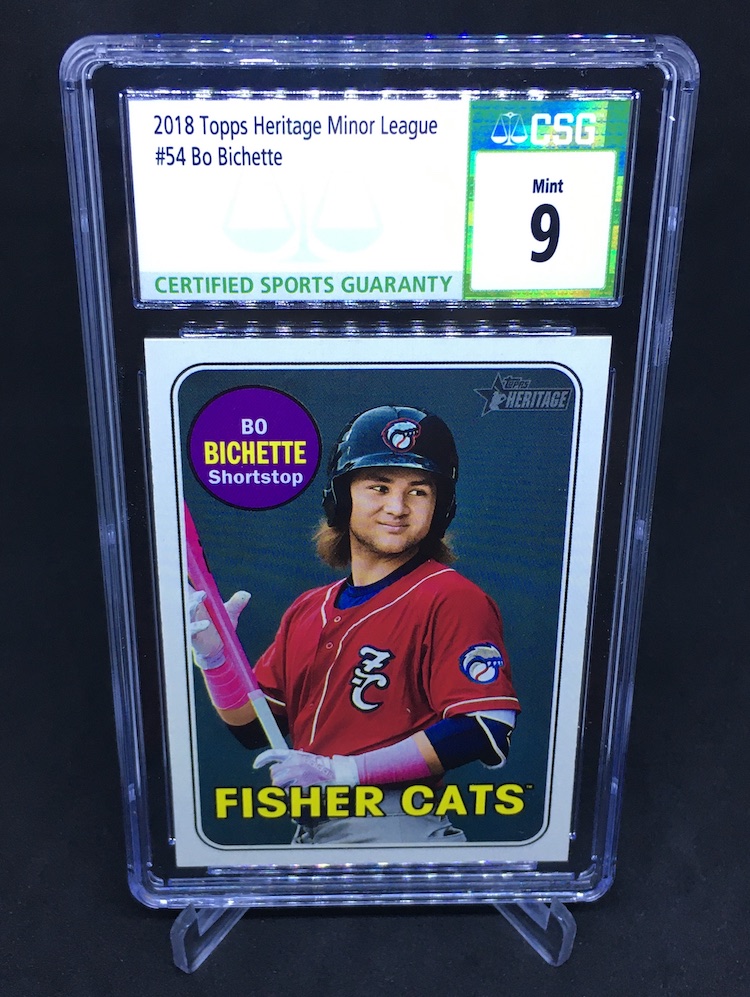 2018 Topps Heritage Minor League
#54 Bo Bichette
CSG
Mint
9
CERTIFIED SPORTS GUARANTY
Topps
HERITAGE
BO
BICHETTE
Shortstop
FC
FISHER CATS™